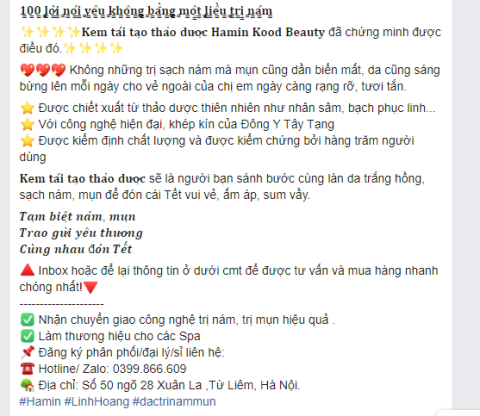 100 lời nói yêu không bằng một liều trị nám
✨✨✨✨Kem tái tạo thảo dược Hamin Kood Beauty đã chứng minh được
điều đó.✨✨✨✨
💖💖💖 Không những trị sạch nám mà mụn cũng dần biến mất, da cũng sáng
bừng lên mỗi ngày cho vẻ ngoài của chị em ngày càng rạng rỡ, tươi tắn.
⭐ Được chiết xuất từ thảo dược thiên nhiên như nhân sâm, bạch phục linh...
⭐ Với công nghệ hiện đại, khép kín của Đông Y Tây Tạng
⭐ Được kiểm định chất lượng và được kiểm chứng bởi hàng trăm người
dùng
Kem tái tạo thảo dược sẽ là người bạn sánh bước cùng làn da trắng hồng,
sạch nám, mụn để đón cái Tết vui vẻ, ấm áp, sum vầy.
Tạm biệt nám, mụn
Trao gửi yêu thương
Cùng nhau đón Tết
🔺 Inbox hoặc để lại thông tin ở dưới cmt để được tư vấn và mua hàng nhanh
chóng nhất!🔻
---------------------
✅ Nhận chuyển giao công nghệ trị nám, trị mụn hiệu quả .
✅ Làm thương hiệu cho các Spa
📌 Đăng ký phân phối/đại lý/sỉ liên hệ:
☎️ Hotline/ Zalo: 0399.866.609
🏡 Địa chỉ: Số 50 ngõ 28 Xuân La ,Từ Liêm, Hà Nội.
#Hamin #LinhHoang #dactrinammun